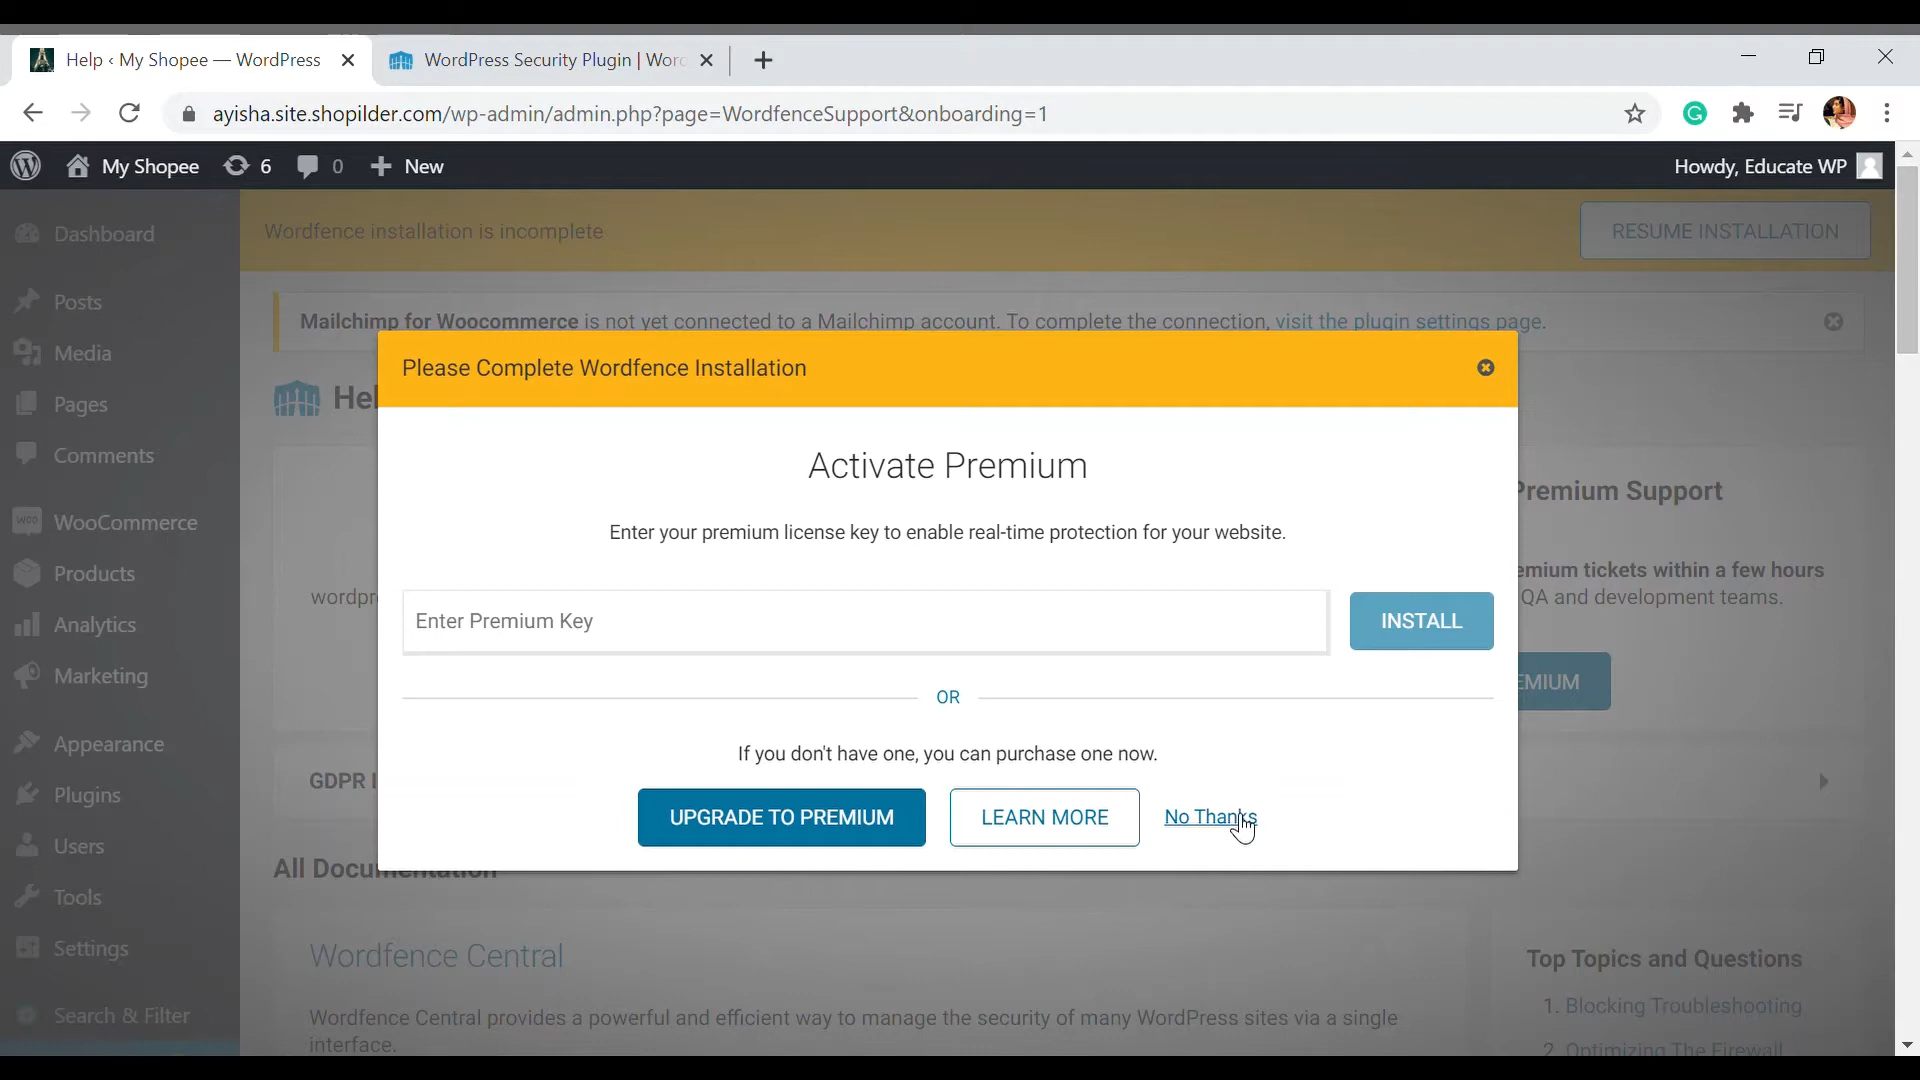 Help ‹ My Shopee — WordPress
WordPress Security Plugin | Wor
ayisha.site.shopilder.com/wp-admin/admin.php?page=WordfenceSupport&onboarding=1
My Shopee 6 0 New
Howdy, Educate WP
Dashboard
Posts
Media
Pages
Comments
WooCommerce
Products
Analytics
Marketing
Appearance
Plugins
Users
Tools
Settings
Search & Filter
Wordfence installation is incomplete
RESUME INSTALLATION
Mailchimp for Woocommerce is not yet connected to a Mailchimp account. To complete the connection, visit the plugin settings page.
Hel
Please Complete Wordfence Installation
Activate Premium
Enter your premium license key to enable real-time protection for your website.
Enter Premium Key
INSTALL
OR
If you don't have one, you can purchase one now.
UPGRADE TO PREMIUM
LEARN MORE
No Thanks
Premium Support
emium tickets within a few hours
QA and development teams.
EMIUM
wordpr
GDPR I
All Documentation
Wordfence Central
Wordfence Central provides a powerful and efficient way to manage the security of many WordPress sites via a single
interface.
Top Topics and Questions
1. Blocking Troubleshooting
2. Optimizing The Firewall